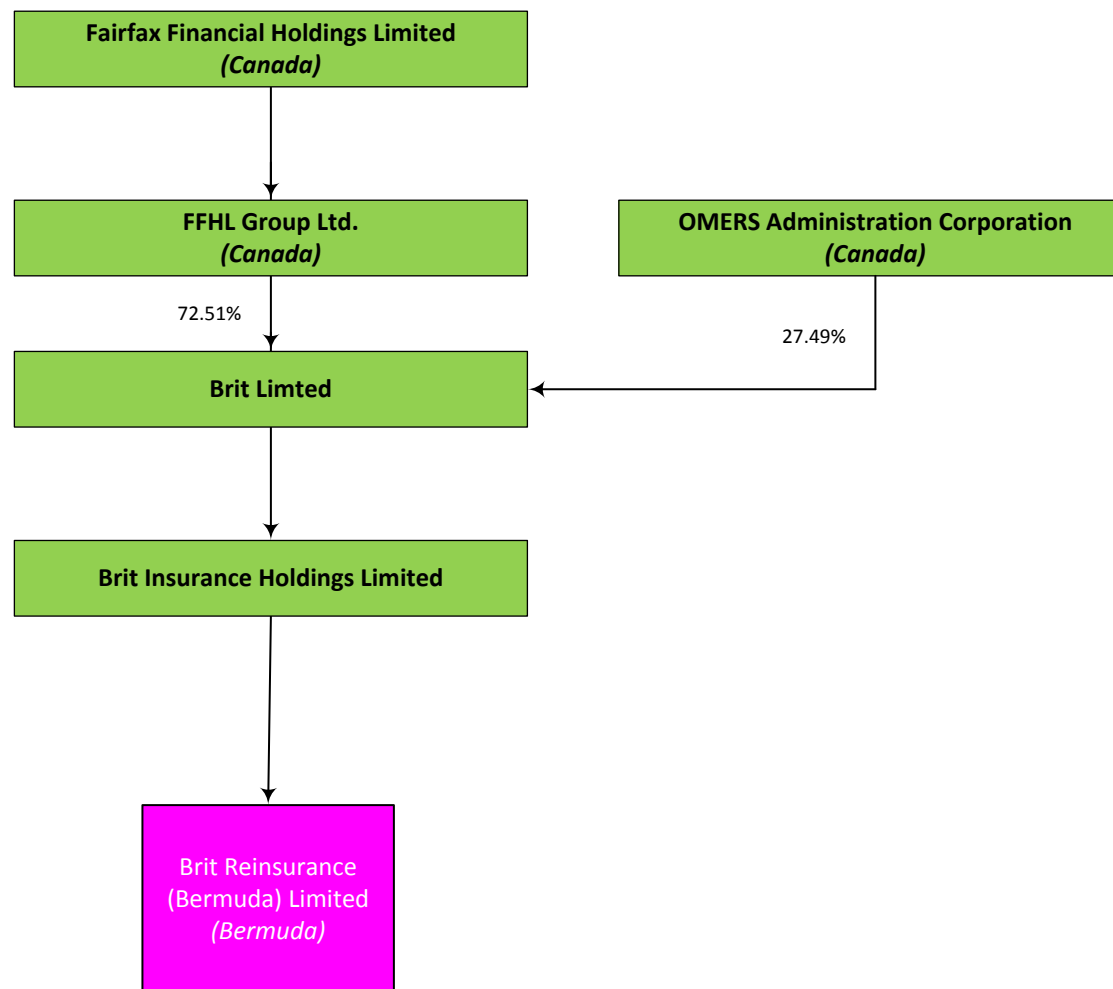 Fairfax Financial Holdings Limited
(Canada)
FFHL Group Ltd.
(Canada)
OMERS Administration Corporation
(Canada)
72.51%
27.49%
Brit Limted
Brit Insurance Holdings Limited
Brit Reinsurance
(Bermuda) Limited
(Bermuda)